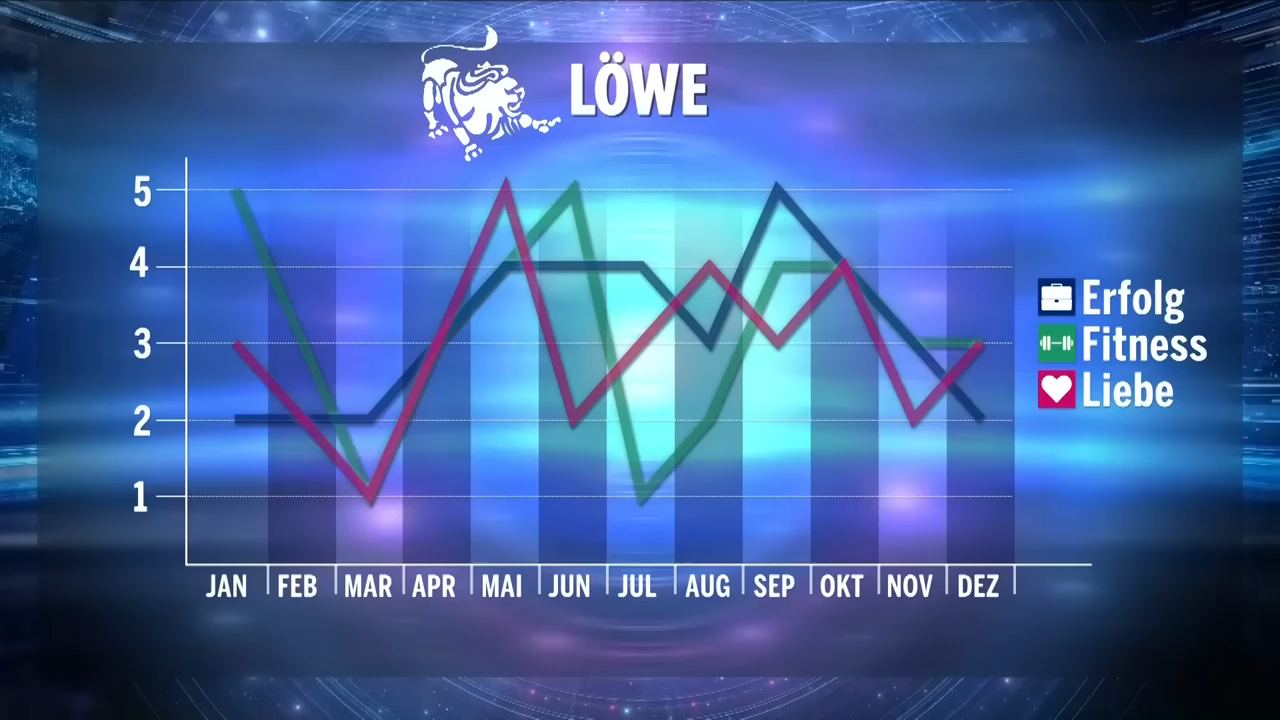 LÖWE
5
4
3
2
1
Erfolg
Fitness
Liebe
JAN FEB MAR APR MAI JUN JUL AUG SEP OKT NOV DEZ